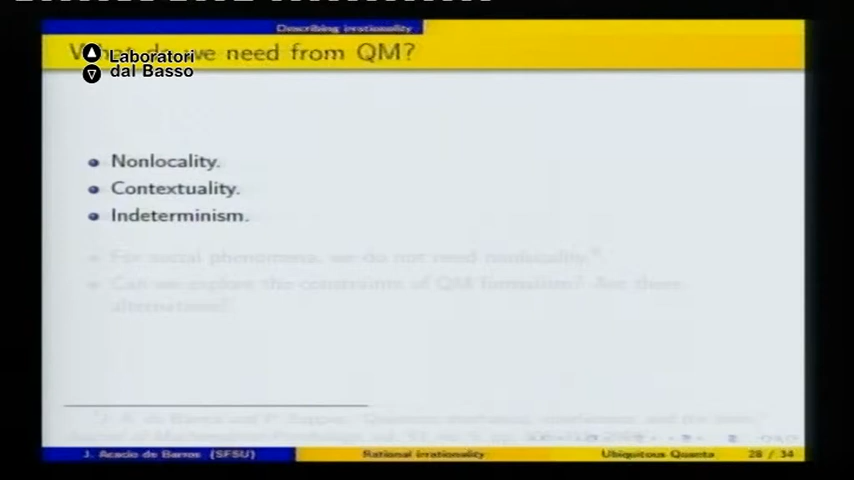 Describing irrationality
What do we need from QM?
Laboratori
dal Basso
Nonlocality.
Contextuality.
Indeterminism.
For social phenomena, we do not need nonlocality.
Can we explore the constraints of QM formalism? Are there
alternatives?
J. Acacio de Barros (SFSU)
Rational irrationality
Ubiquitous Quanta
28 / 34